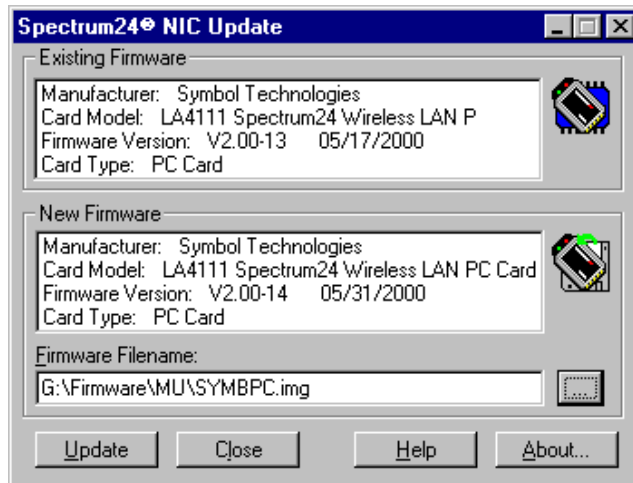 Spectrum24® NIC Update
Existing Firmware
Manufacturer: Symbol Technologies
Card Model: LA4111 Spectrum24 Wireless LAN P
Firmware Version: V2.00-13 05/17/2000
Card Type: PC Card
New Firmware
Manufacturer: Symbol Technologies
Card Model: LA4111 Spectrum24 Wireless LAN PC Card
Firmware Version: V2.00-14 05/31/2000
Card Type: PC Card
Firmware Filename:
G:\Firmware\MU\SYMBPC.img
...
Update Close Help About...